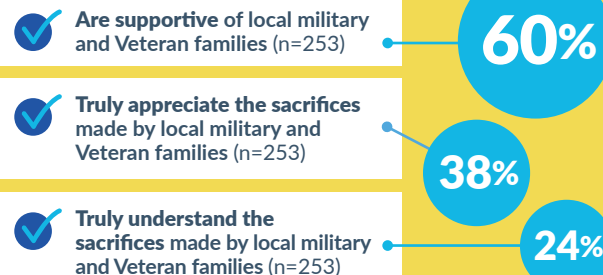 Are supportive of local military
and Veteran families (n=253)
60%
Truly appreciate the sacrifices
made by local military and
Veteran families (n=253)
38%
Truly understand the
sacrifices made by local military
and Veteran families (n=253)
24%